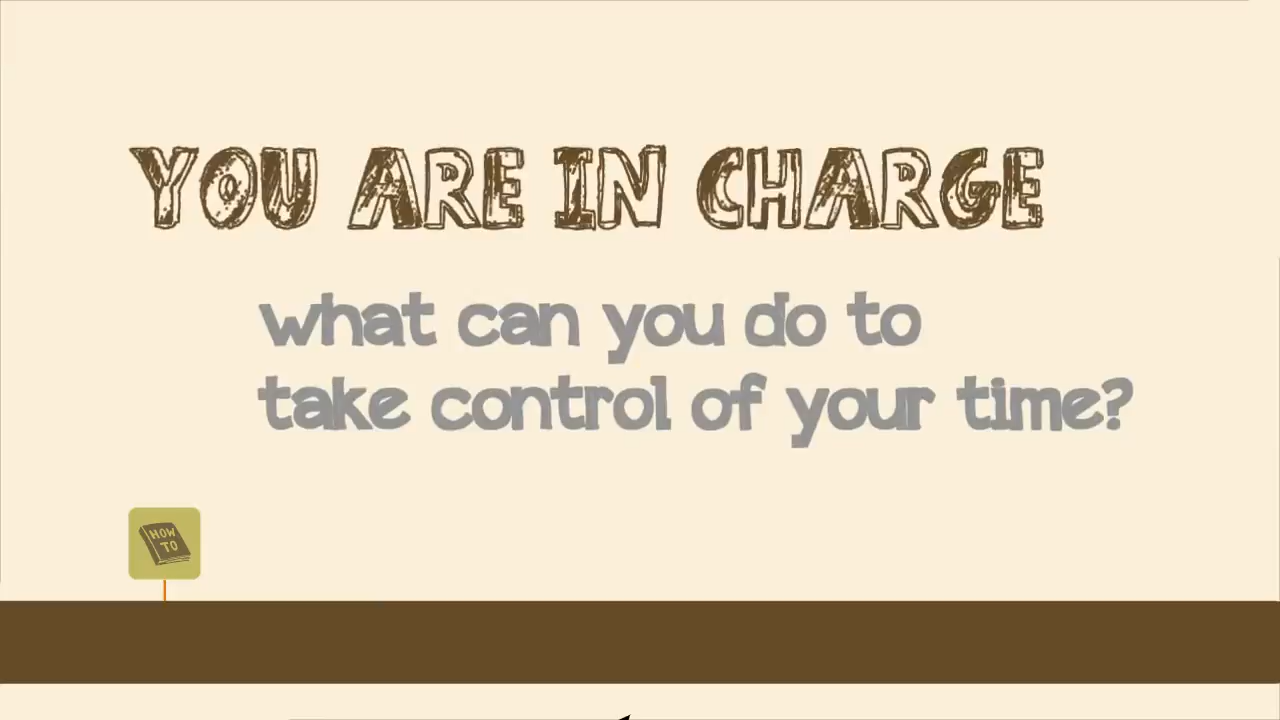 YOU ARE IN CHARGE
what can you do to
take control of your time?
HOW
TO